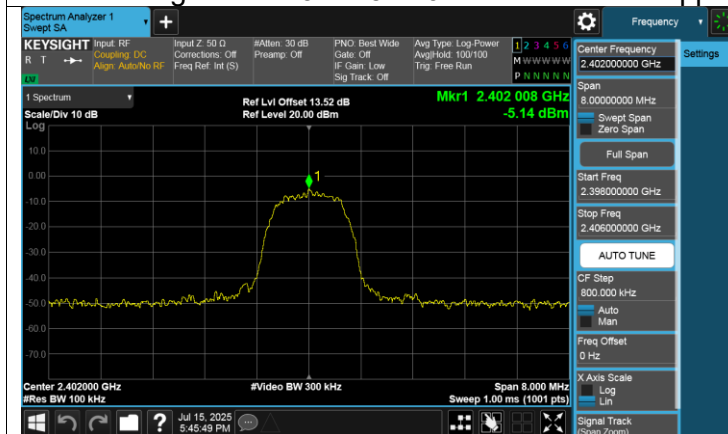 Spectrum Analyzer 1
Swept SA
Frequency
KEYSIGHT
R T
LXI
Input: RF
Coupling: DC
Align: Auto/No RF
Input Z: 50 Ω
Corrections: Off
Freq Ref: Int (S)
#Atten: 30 dB
Preamp: Off
PNO: Best Wide
Gate: Off
IF Gain: Low
Sig Track: Off
Avg Type: Log-Power
Avg|Hold: 100/100
Trig: Free Run
1 2 3 4 5 6
M W W W W W
P N N N N N
1 Spectrum
Scale/Div 10 dB
Log
Ref Lvl Offset 13.52 dB
Ref Level 20.00 dBm
Mkr1 2.402 008 GHz
-5.14 dBm
1
10.0
0.00
-10.0
-20.0
-30.0
-40.0
-50.0
-60.0
-70.0
Center 2.402000 GHz
#Res BW 100 kHz
#Video BW 300 kHz
Span 8.000 MHz
Sweep 1.00 ms (1001 pts)
Jul 15, 2025
5:45:49 PM
?
Center Frequency
2.402000000 GHz
Settings
Span
8.00000000 MHz
Swept Span
Zero Span
Full Span
Start Freq
2.398000000 GHz
Stop Freq
2.406000000 GHz
AUTO TUNE
CF Step
800.000 kHz
Auto
Man
Freq Offset
0 Hz
X Axis Scale
Log
Lin
Signal Track
(Span Zoom)